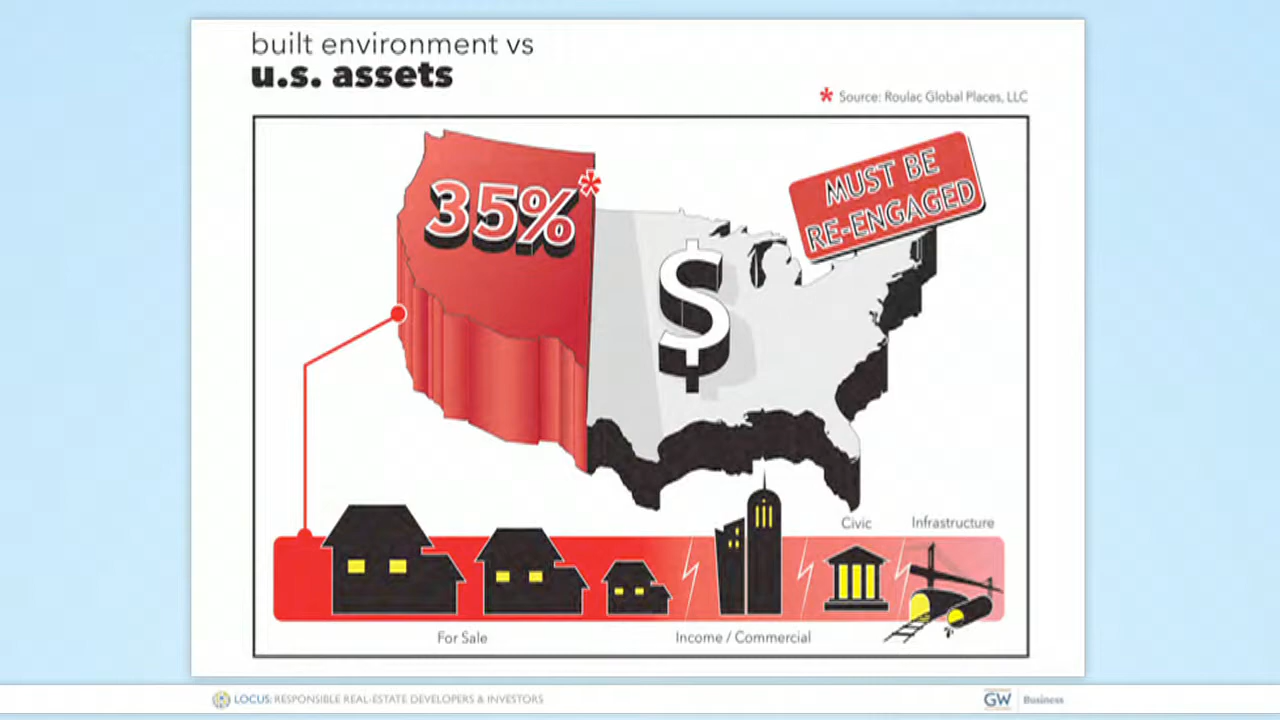 built environment vs
u.s. assets
* Source: Roulac Global Places, LLC
35%*
$
MUST BE
RE-ENGAGED
Civic
Infrastructure
For Sale
Income / Commercial
LOCUS: RESPONSIBLE REAL-ESTATE DEVELOPERS & INVESTORS
GW
Business